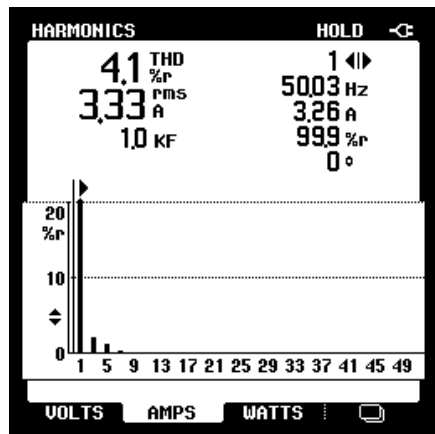 HARMONICS HOLD
4.1 THD %r 1
3.33 rms A 50.03 Hz
1.0 KF 3.26 A
99.9 %r
0 °
20
%r
10
0
1 5 9 13 17 21 25 29 33 37 41 45 49
VOLTS AMPS WATTS